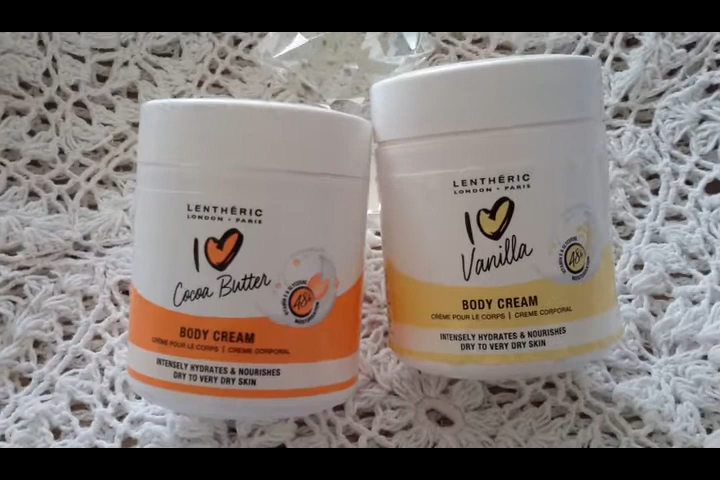 LENTHÉRIC
LONDON • PARIS
I
Cocoa Butter
48h
BODY CREAM
CRÈME POUR LE CORPS | CREME CORPORAL
INTENSELY HYDRATES & NOURISHES
DRY TO VERY DRY SKIN
LENTHÉRIC
LONDON • PARIS
I
Vanilla
48h
BODY CREAM
CRÈME POUR LE CORPS | CREME CORPORAL
INTENSELY HYDRATES & NOURISHES
DRY TO VERY DRY SKIN